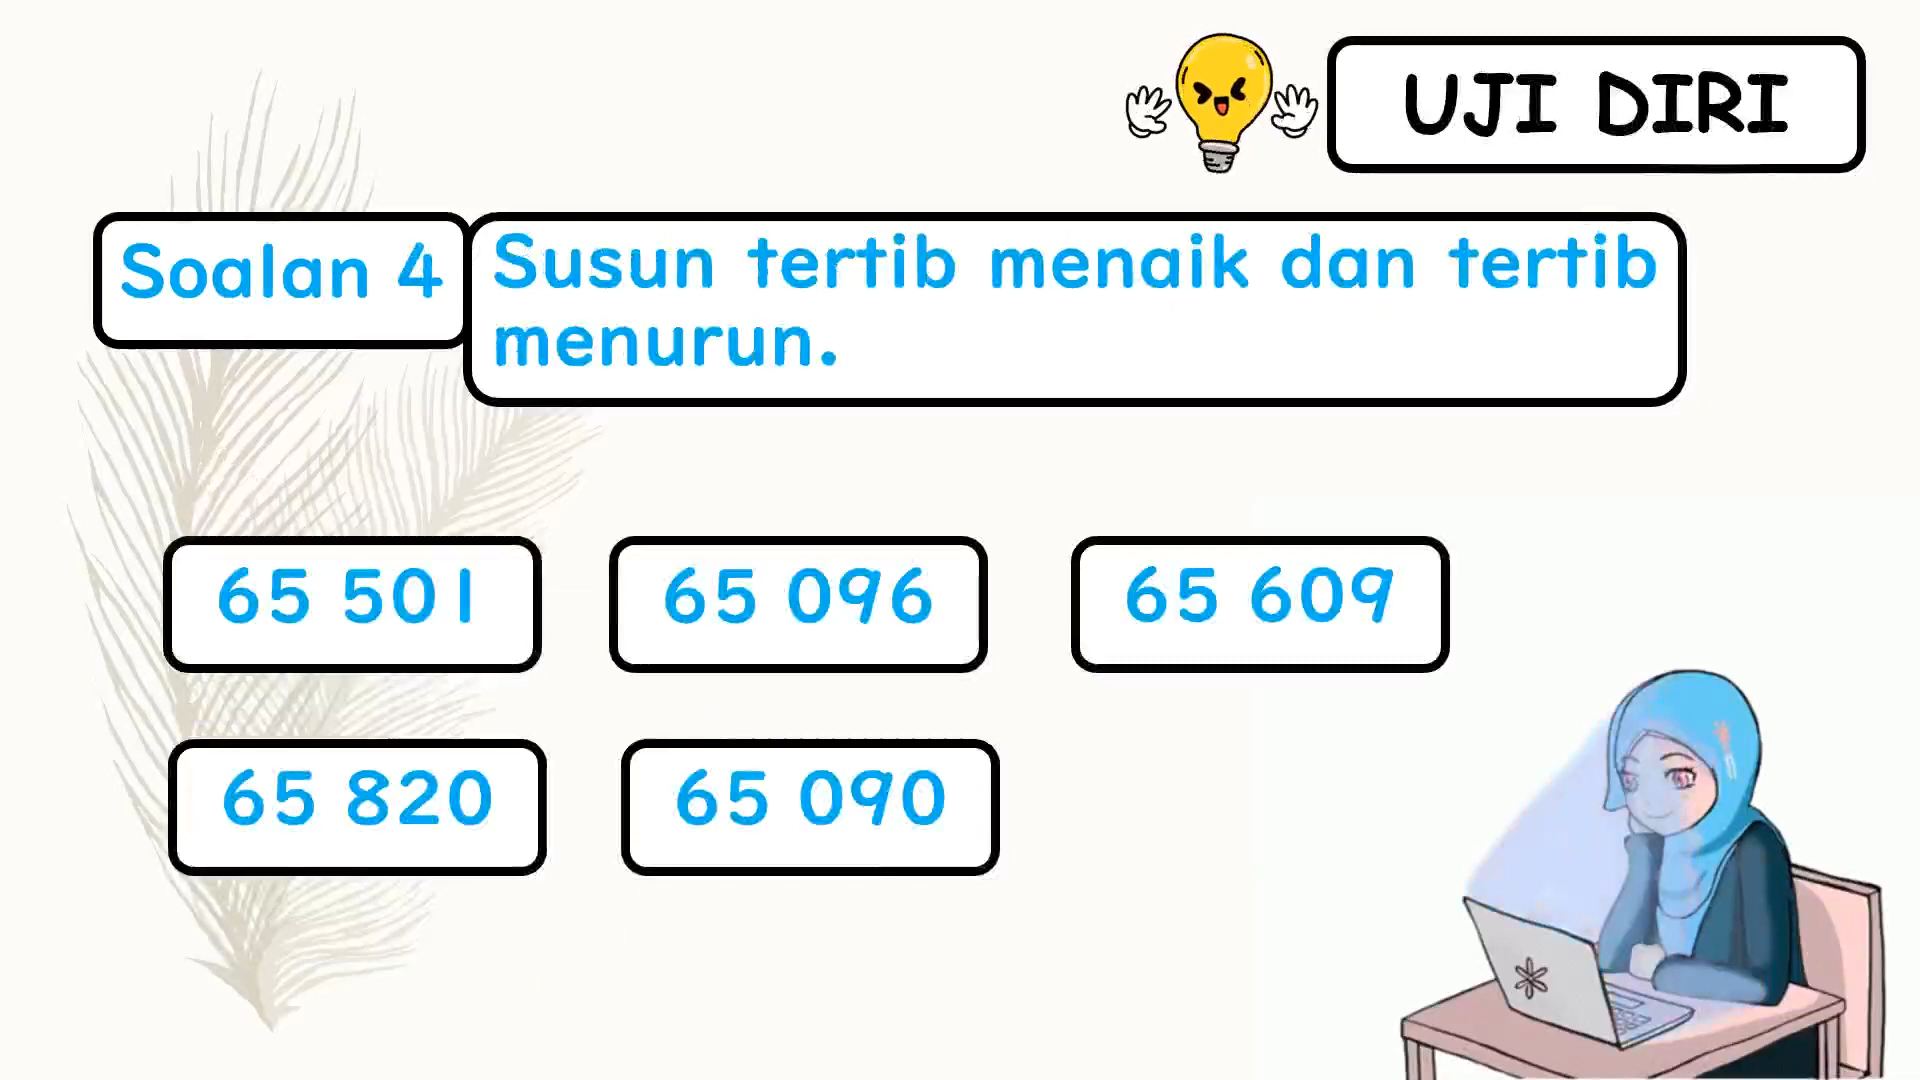 UJI DIRI
Soalan 4
Susun tertib menaik dan tertib
menurun.
65 501
65 096
65 609
65 820
65 090